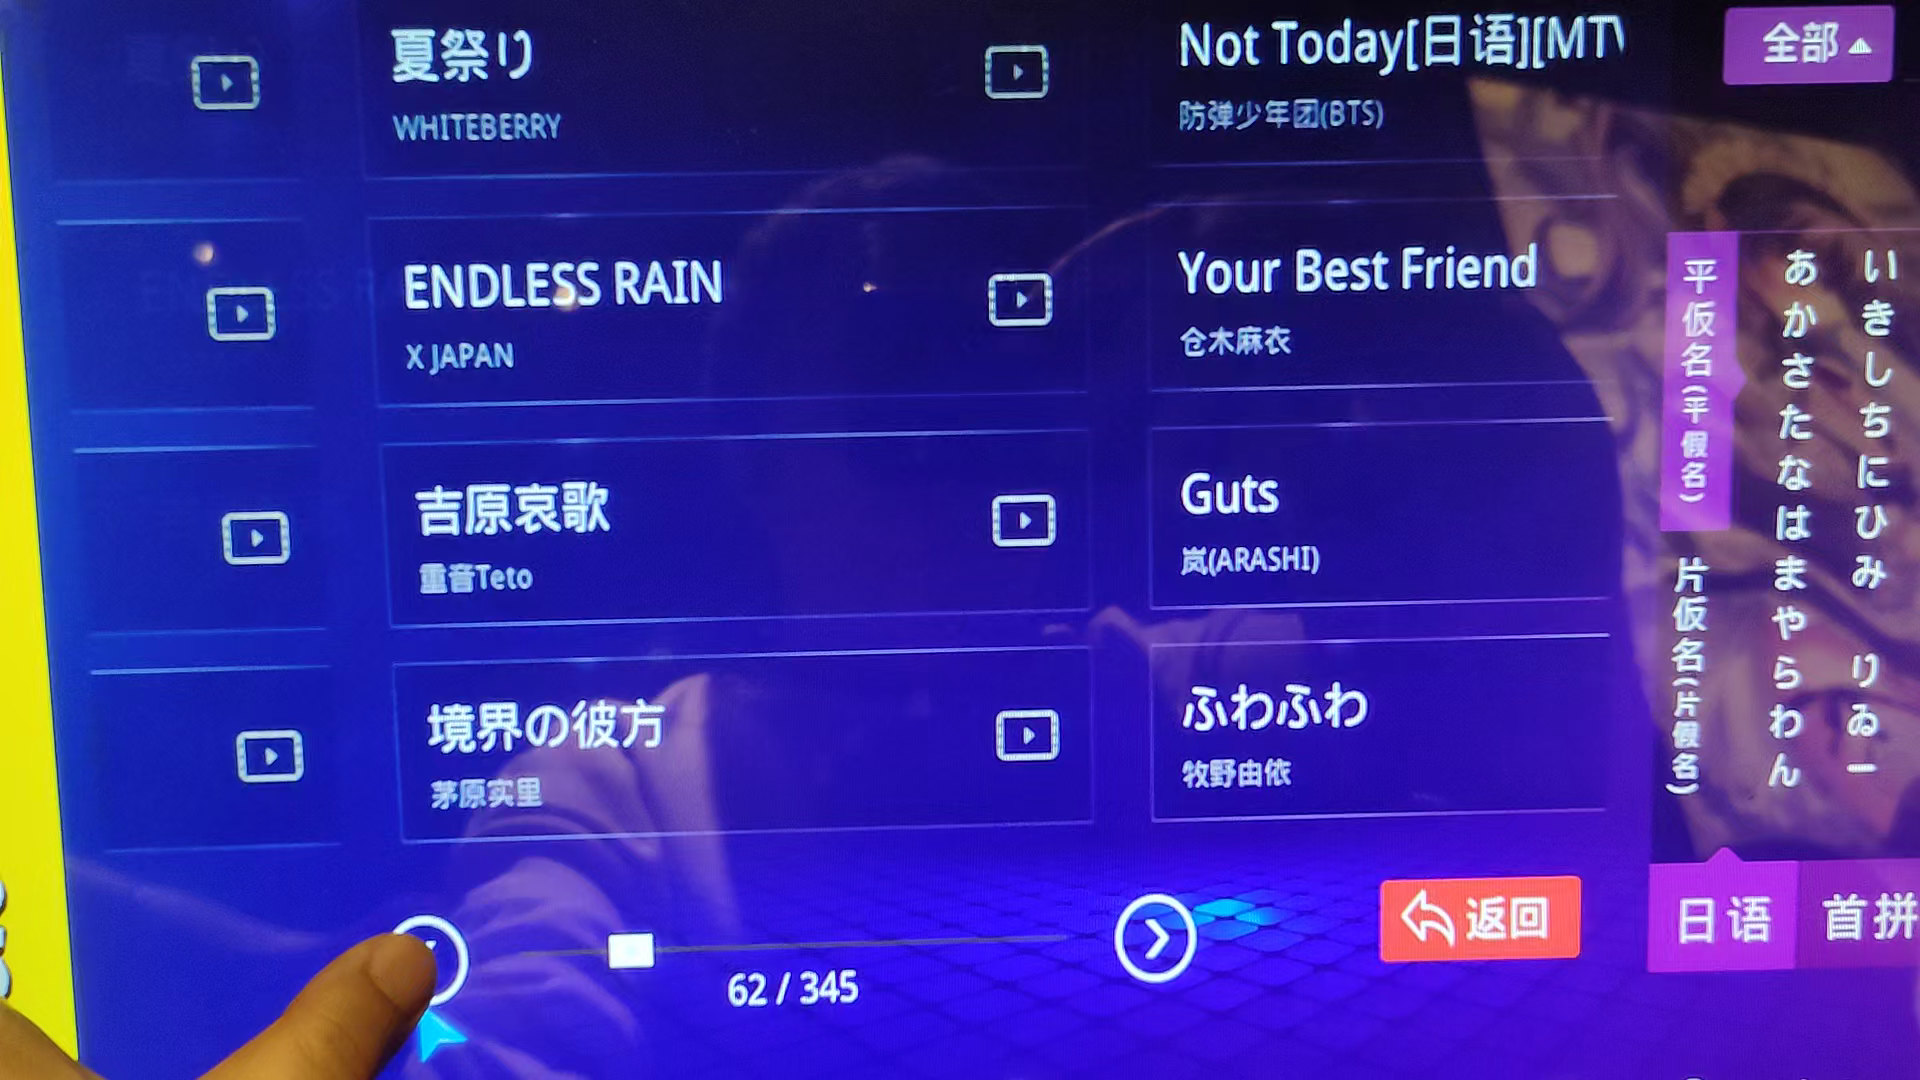 夏祭り
WHITEBERRY
Not Today[日语][MTV
防弹少年团(BTS)
全部
ENDLESS RAIN
X JAPAN
Your Best Friend
仓木麻衣
吉原哀歌
重音Teto
Guts
岚(ARASHI)
境界の彼方
茅原实里
ふわふわ
牧野由依
平仮名(平假名)
片仮名(片假名)
あかさたなはまやらわん
いきしちにひみ りゐー
62 / 345
返回
日语
首拼